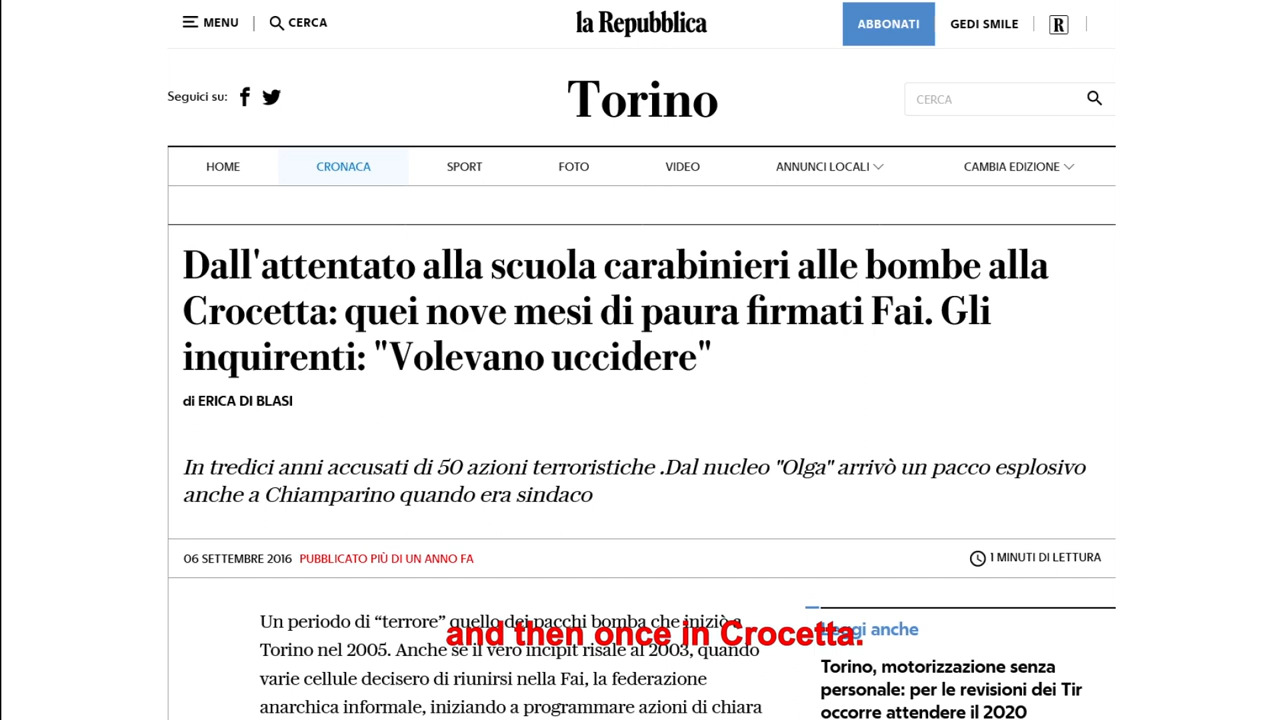 MENU
CERCA
la Repubblica
ABBONATI
GEDI SMILE
R
Seguici su:
Torino
CERCA
HOME
CRONACA
SPORT
FOTO
VIDEO
ANNUNCI LOCALI
CAMBIA EDIZIONE
Dall'attentato alla scuola carabinieri alle bombe alla
Crocetta: quei nove mesi di paura firmati Fai. Gli
inquirenti: "Volevano uccidere"
di ERICA DI BLASI
In tredici anni accusati di 50 azioni terroristiche .Dal nucleo "Olga" arrivò un pacco esplosivo
anche a Chiamparino quando era sindaco
06 SETTEMBRE 2016 PUBBLICATO PIÙ DI UN ANNO FA
1 MINUTI DI LETTURA
Un periodo di “terrore” quello dei pacchi bomba che iniziò a
Torino nel 2005. Anche se il vero incipit risale al 2003, quando
varie cellule decisero di riunirsi nella Fai, la federazione
anarchica informale, iniziando a programmare azioni di chiara
and then once in Crocetta.
Leggi anche
Torino, motorizzazione senza
personale: per le revisioni dei Tir
occorre attendere il 2020